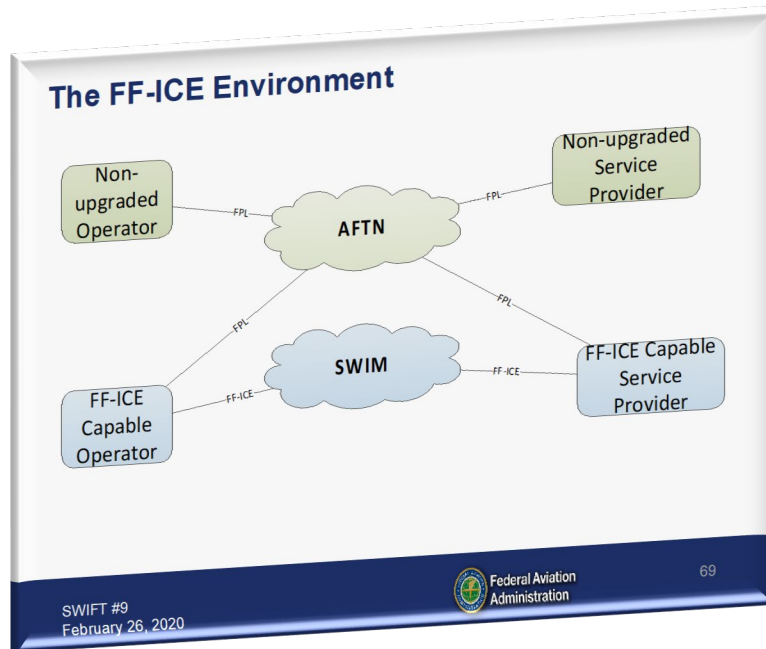 The FF-ICE Environment
Non-
upgraded
Operator
FPL
AFTN
FPL
Non-upgraded
Service
Provider
FPL
FPL
SWIM
FF-ICE
FF-ICE
FF-ICE Capable
Service
Provider
FF-ICE
Capable
Operator
SWIFT #9
February 26, 2020
Federal Aviation
Administration
69